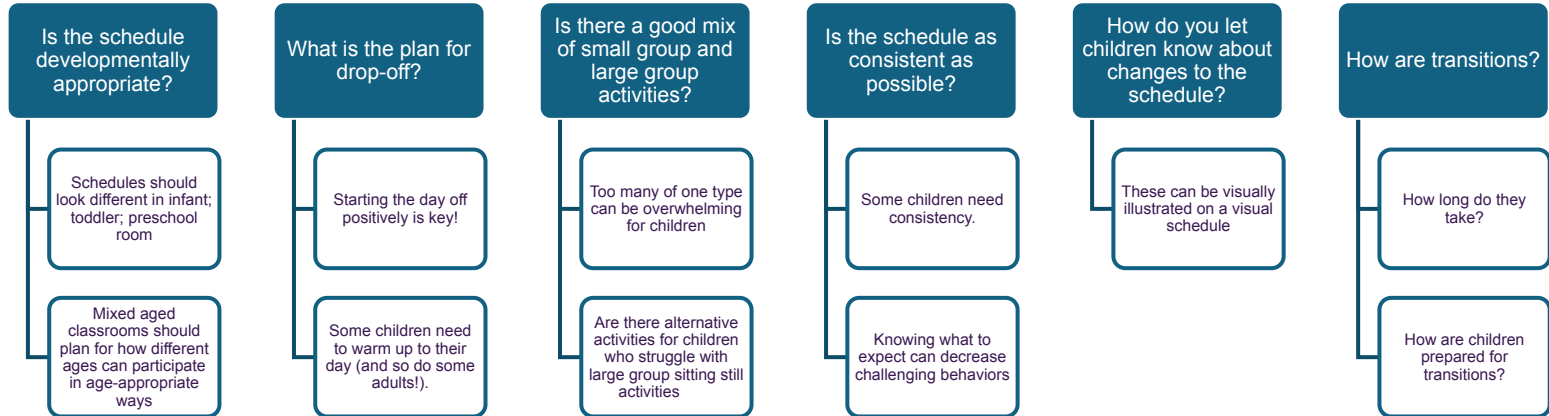 Is the schedule
developmentally
appropriate?
Schedules should
look different in infant;
toddler; preschool
room
Mixed aged
classrooms should
plan for how different
ages can participate
in age-appropriate
ways
What is the plan for
drop-off?
Starting the day off
positively is key!
Some children need
to warm up to their
day (and so do some
adults!).
Is there a good mix
of small group and
large group
activities?
Too many of one type
can be overwhelming
for children
Are there alternative
activities for children
who struggle with
large group sitting still
activities
Is the schedule as
consistent as
possible?
Some children need
consistency.
Knowing what to
expect can decrease
challenging behaviors
How do you let
children know about
changes to the
schedule?
These can be visually
illustrated on a visual
schedule
How are transitions?
How long do they
take?
How are children
prepared for
transitions?